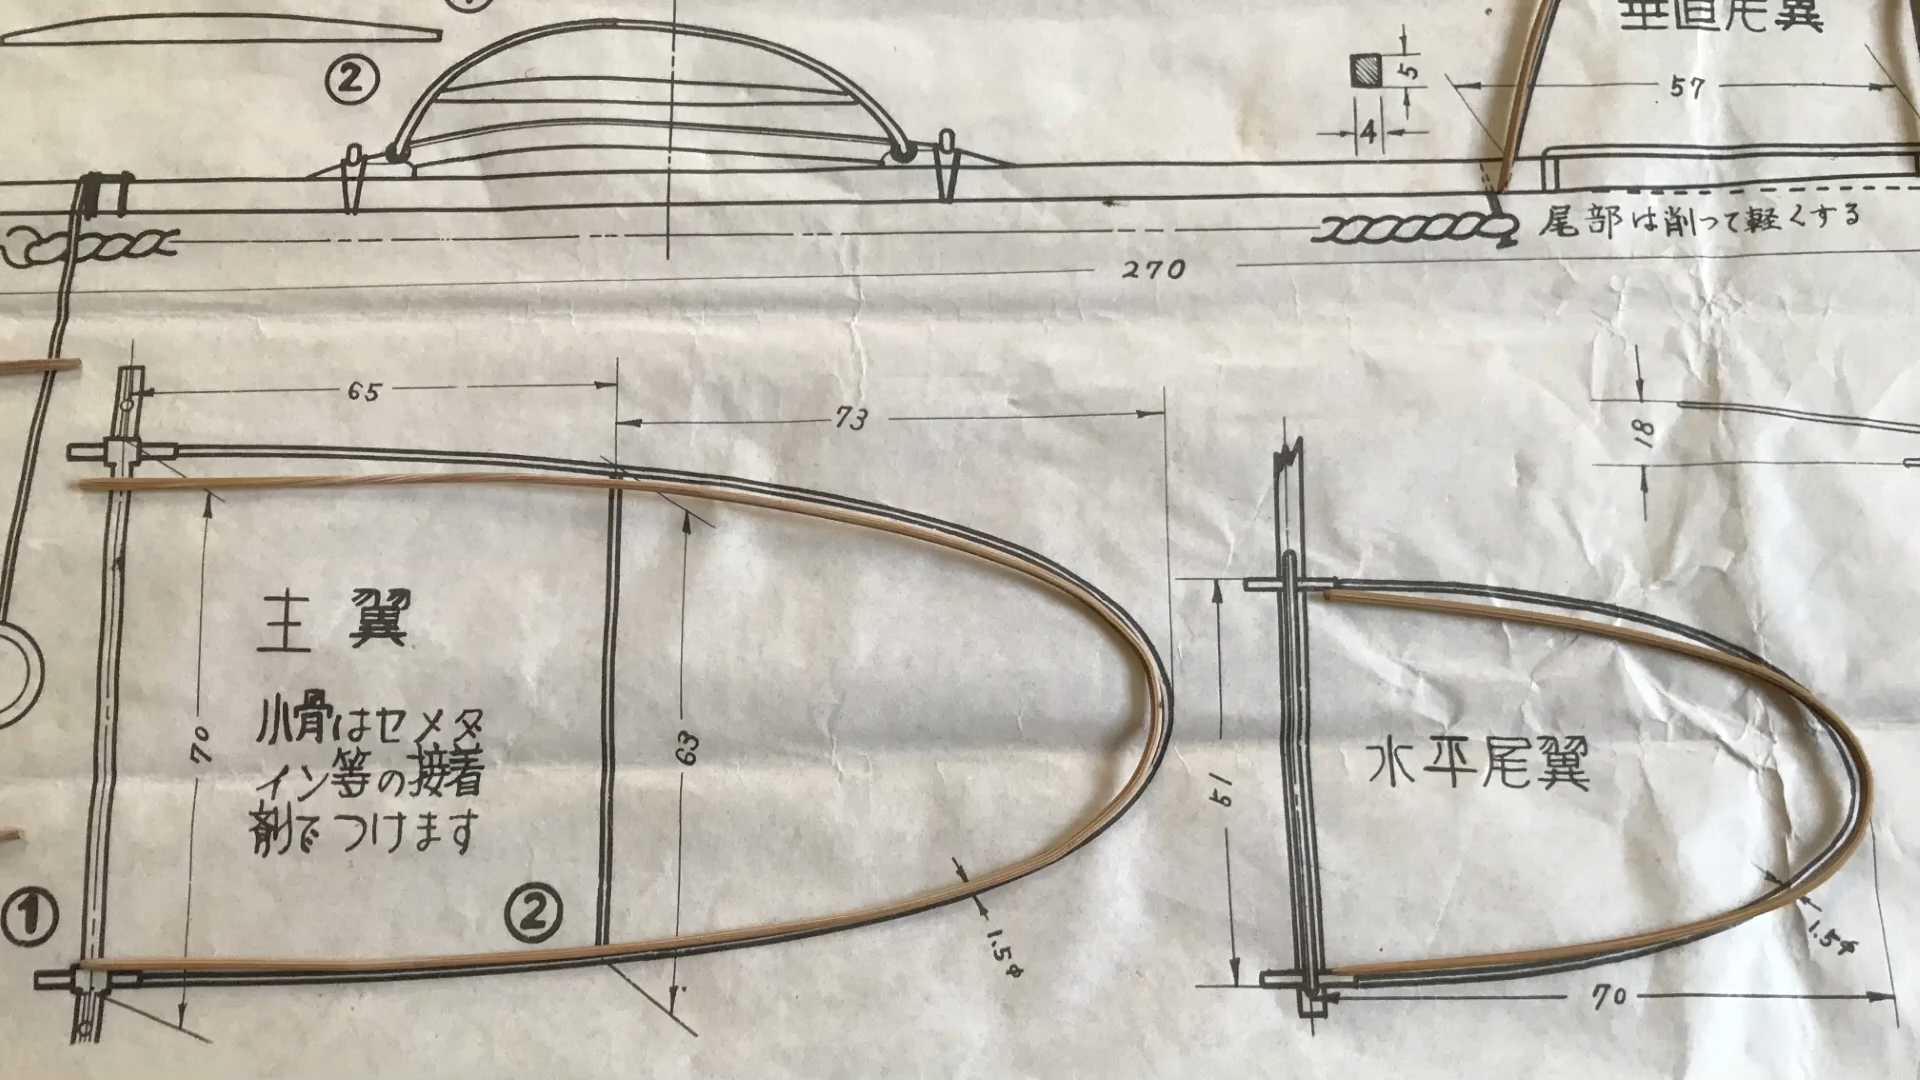 ①
②
垂直尾翼
5
4
57
尾部は削って軽くする
270
65
73
18
主翼
小骨はセメダ
イン等の接着
剤でつけます
70
63
①
②
1.5φ
水平尾翼
51
1.5φ
70